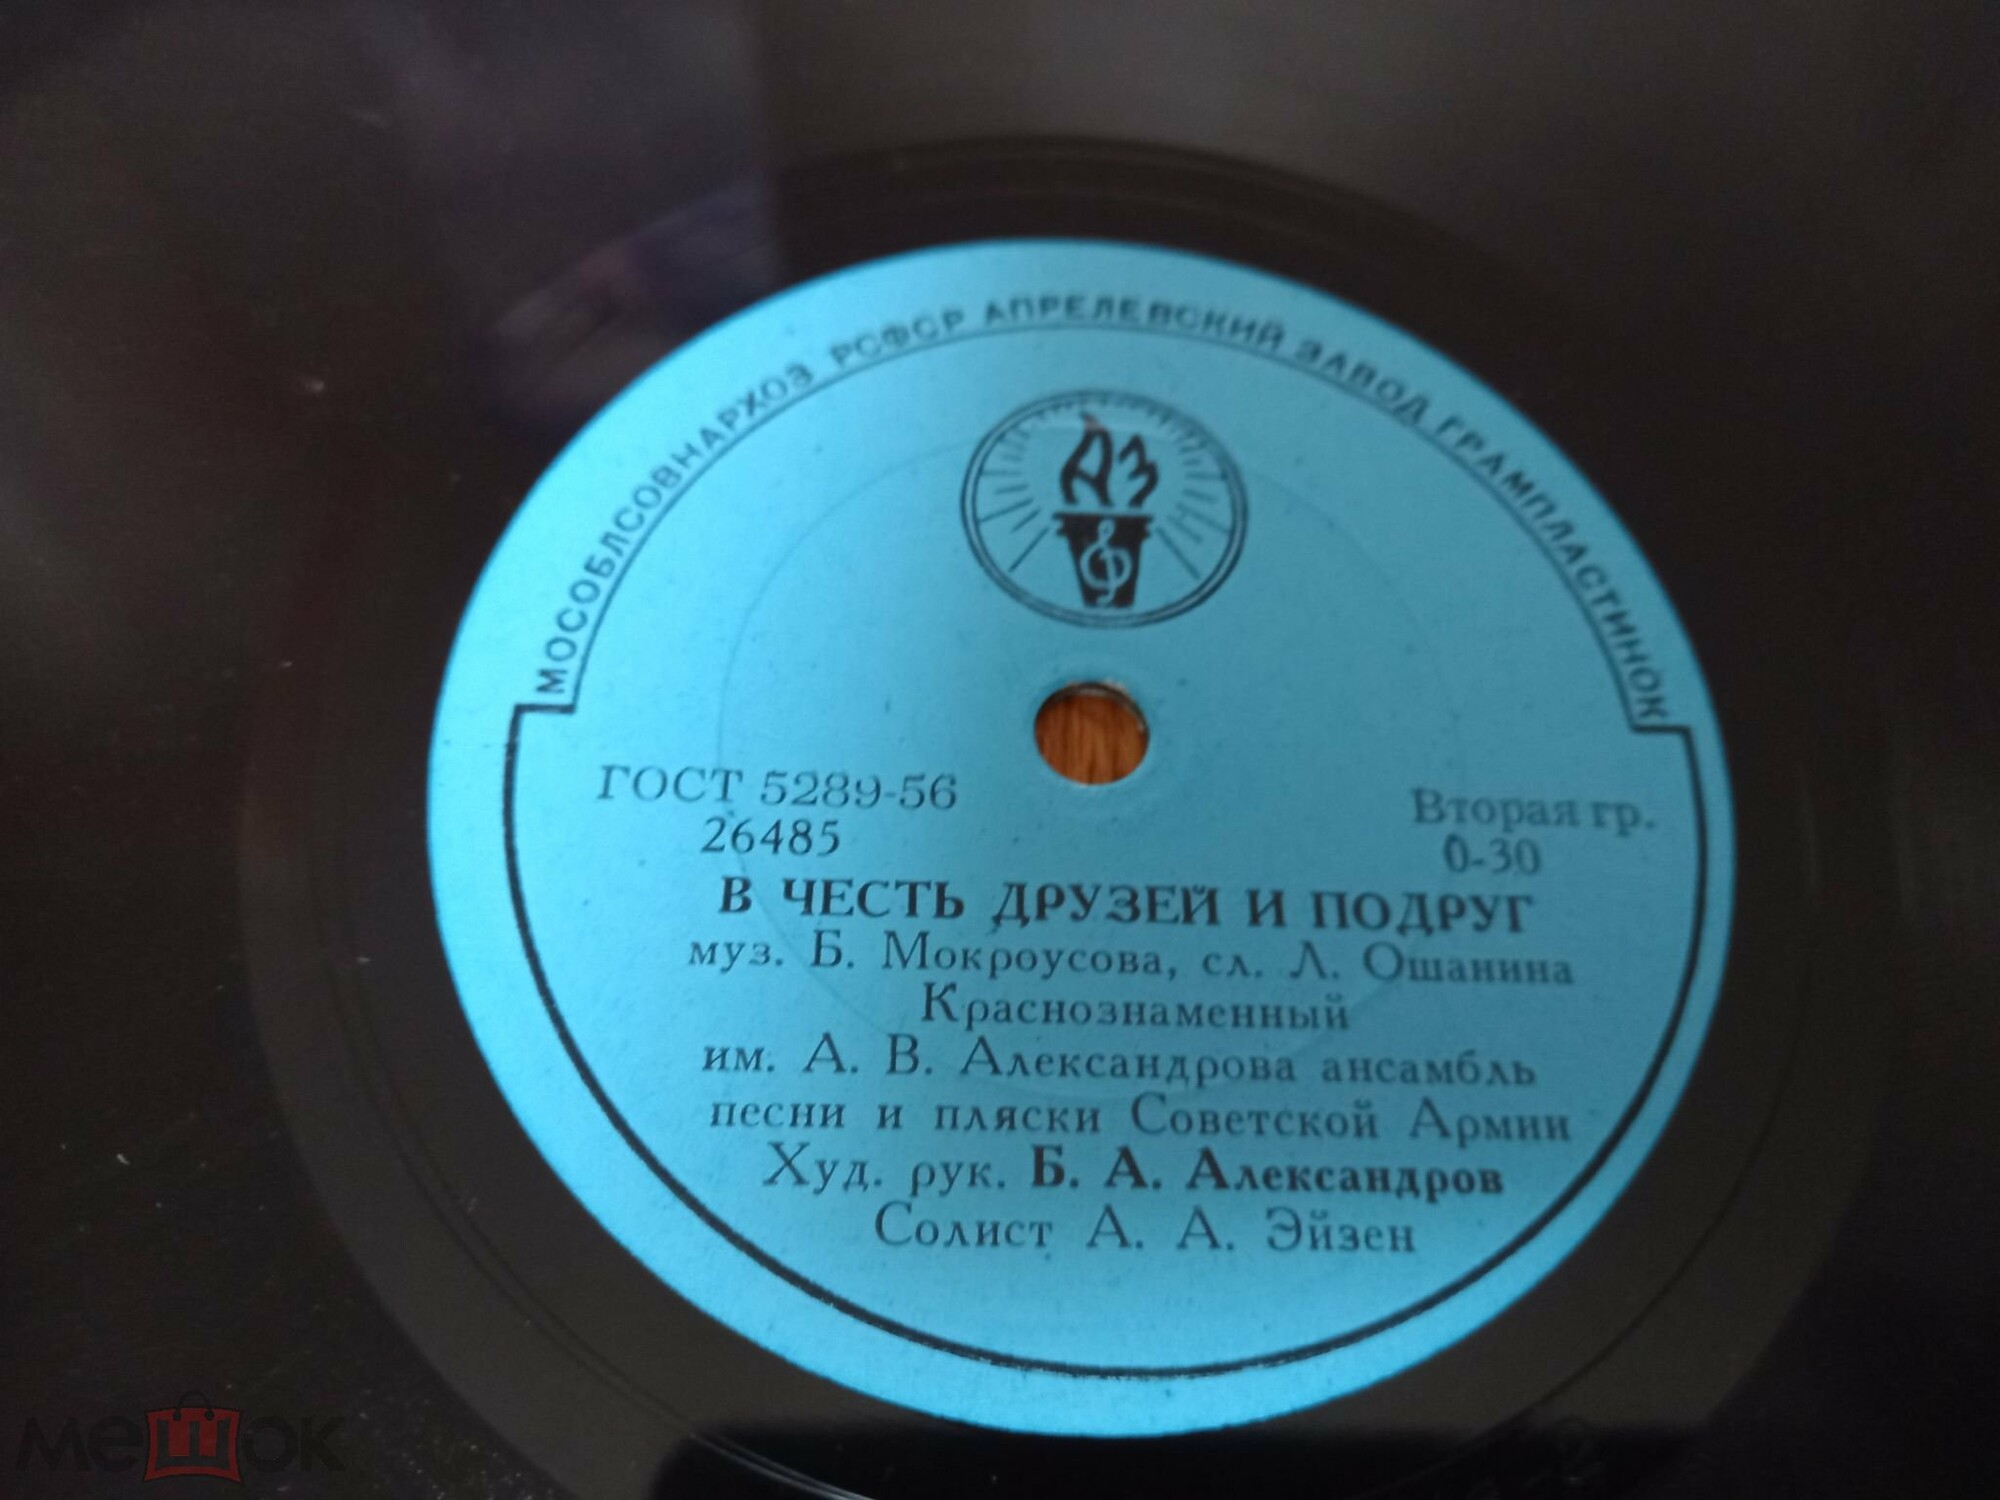 МОСОБЛСОВНАРХОЗ РСФСР АПРЕЛЕВСКИЙ ЗАВОД ГРАМПЛАСТИНОК
АЗ
ГОСТ 5289-56
Вторая гр.
26485
0-30
В ЧЕСТЬ ДРУЗЕЙ И ПОДРУГ
муз. Б. Мокроусова, сл. Л. Ошанина
Краснознаменный
им. А. В. Александрова ансамбль
песни и пляски Советской Армии
Худ. рук. Б. А. Александров
Солист А. А. Эйзен
мешок